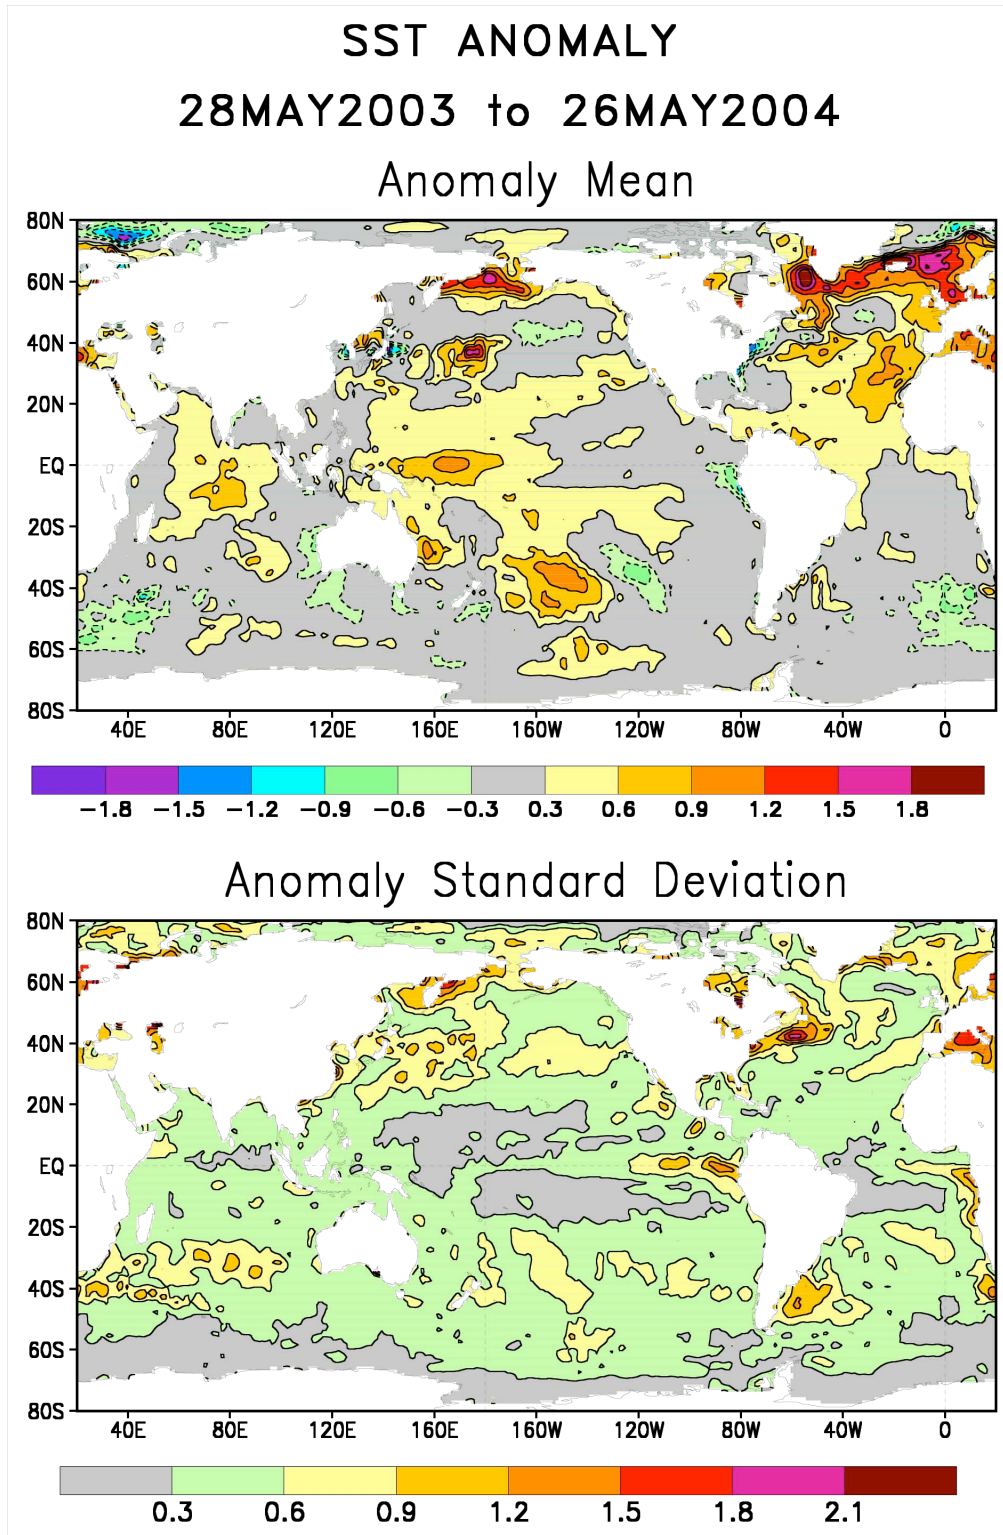 SST ANOMALY
28MAY2003 to 26MAY2004
Anomaly Mean
80N
60N
40N
20N
EQ
20S
40S
60S
80S
40E 80E 120E 160E 160W 120W 80W 40W 0
−1.8 −1.5 −1.2 −0.9 −0.6 −0.3 0.3 0.6 0.9 1.2 1.5 1.8
Anomaly Standard Deviation
80N
60N
40N
20N
EQ
20S
40S
60S
80S
40E 80E 120E 160E 160W 120W 80W 40W 0
0.3 0.6 0.9 1.2 1.5 1.8 2.1